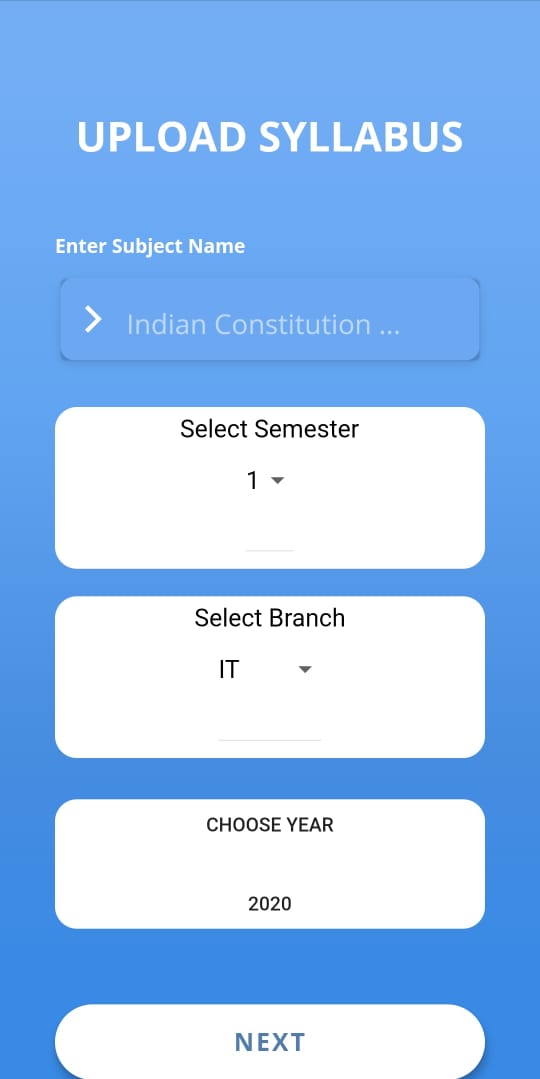 UPLOAD SYLLABUS
Enter Subject Name
Indian Constitution ...
Select Semester
1
Select Branch
IT
CHOOSE YEAR
2020
NEXT